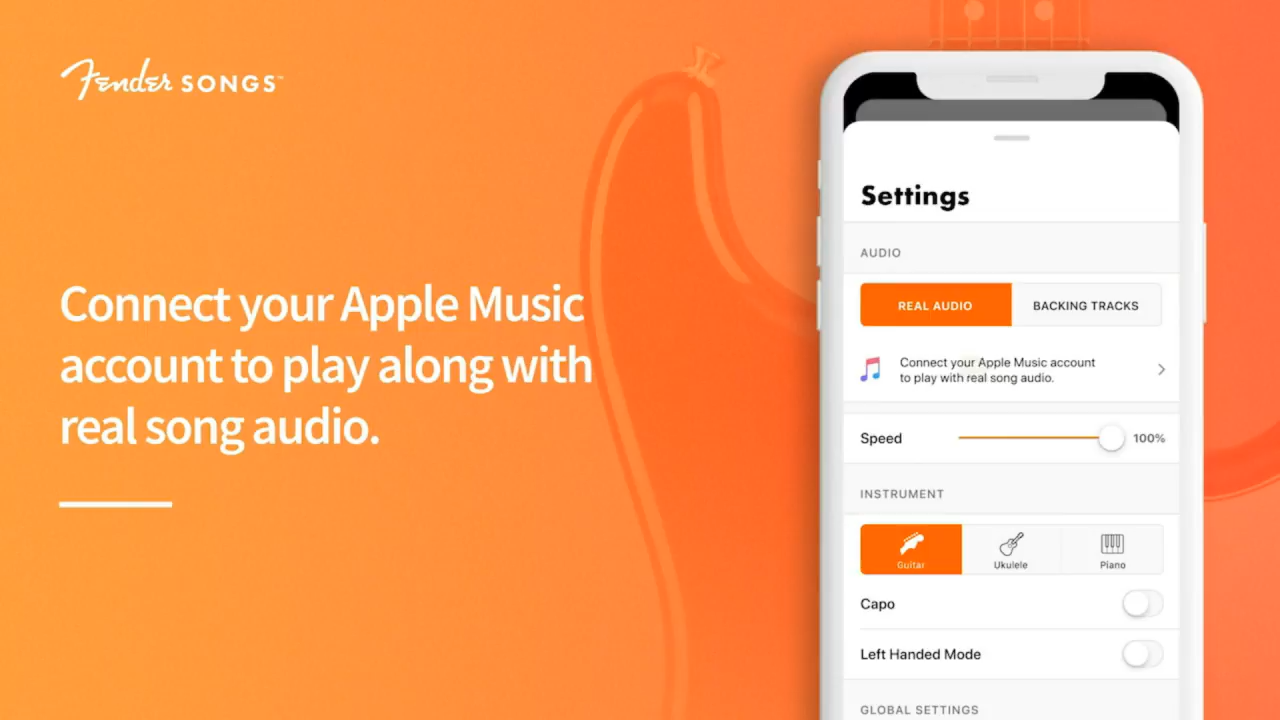 Fender SONGS™
Connect your Apple Music
account to play along with
real song audio.
Settings
AUDIO
REAL AUDIO
BACKING TRACKS
Connect your Apple Music account
to play with real song audio.
Speed
100%
INSTRUMENT
Guitar
Ukulele
Piano
Capo
Left Handed Mode
GLOBAL SETTINGS